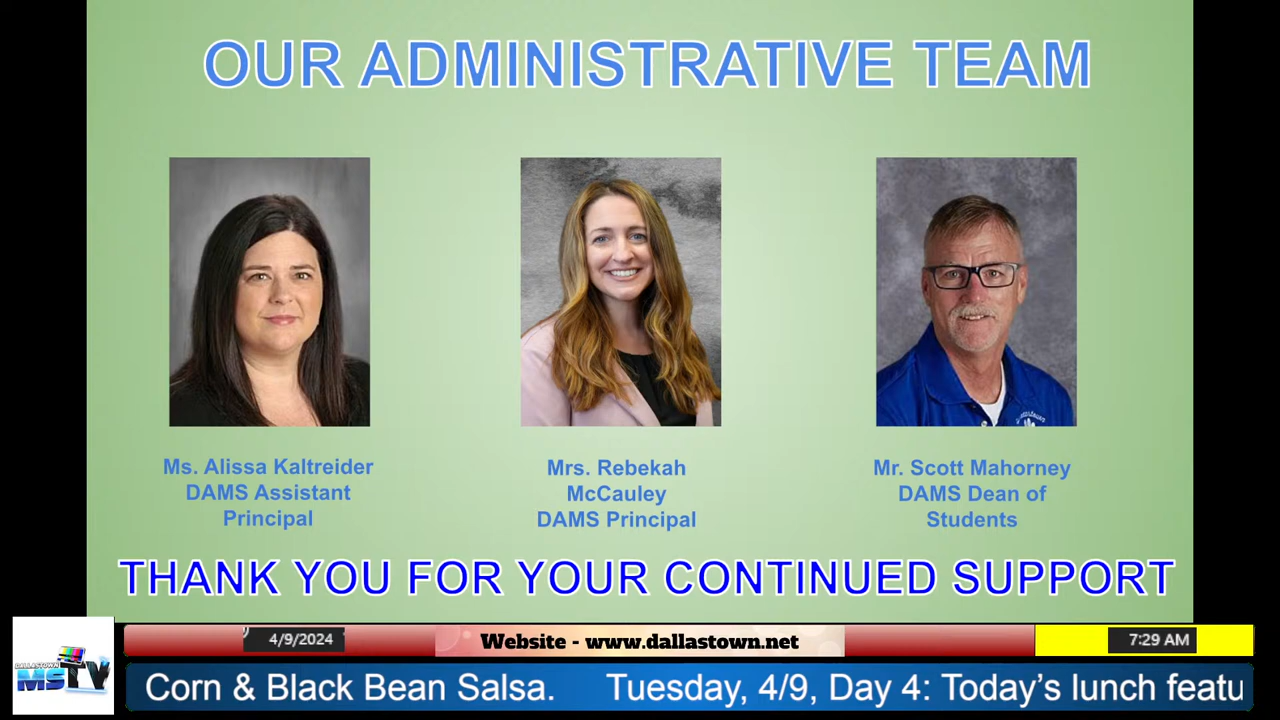 OUR ADMINISTRATIVE TEAM
Ms. Alissa Kaltreider
DAMS Assistant
Principal
Mrs. Rebekah
McCauley
DAMS Principal
Mr. Scott Mahorney
DAMS Dean of
Students
THANK YOU FOR YOUR CONTINUED SUPPORT
4/9/2024
Website - www.dallastown.net
7:29 AM
DALLASTOWN
MSTV
Corn & Black Bean Salsa. Tuesday, 4/9, Day 4: Today's lunch featu